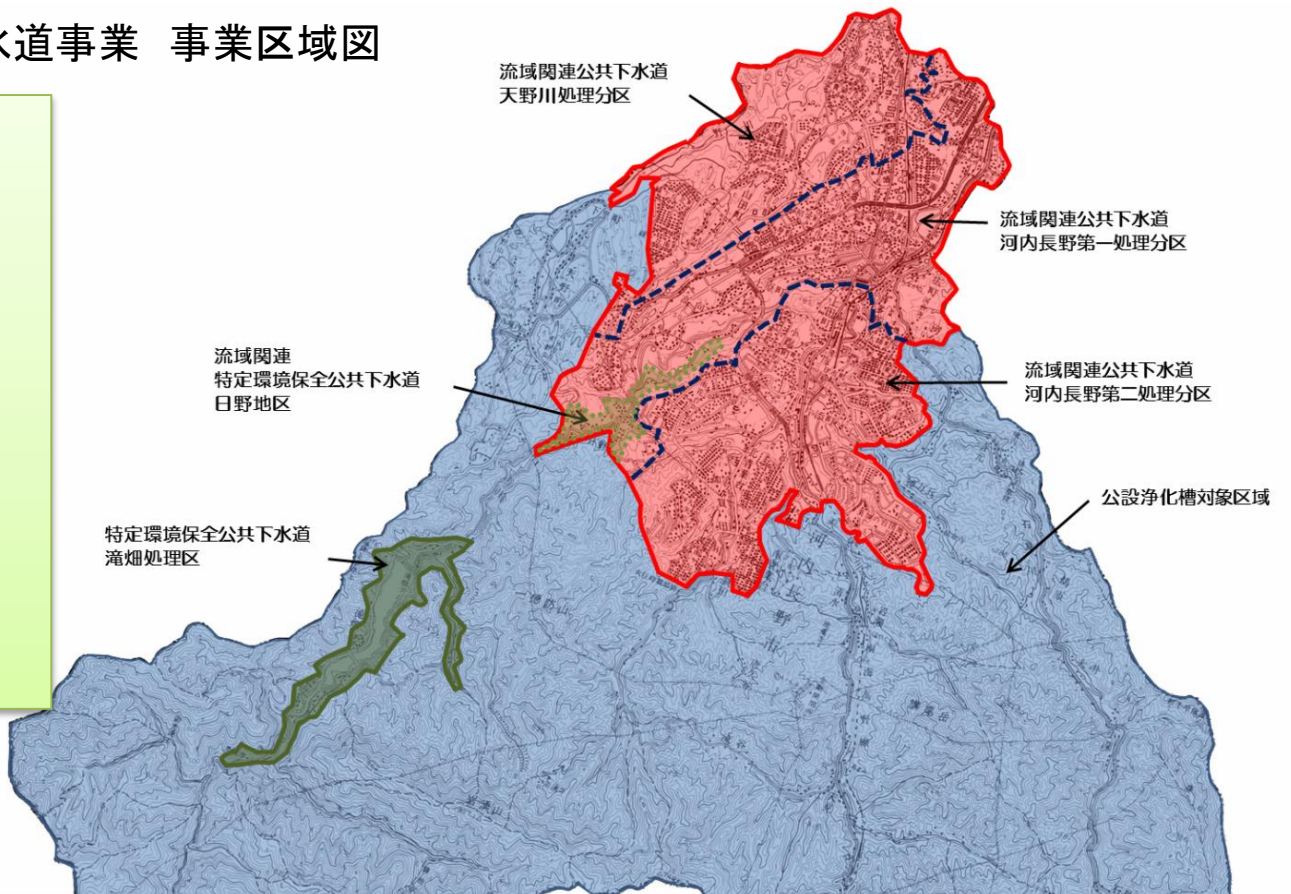 水道事業 事業区域図
流域関連公共下水道
天野川処理分区
流域関連公共下水道
河内長野第一処理分区
流域関連公共下水道
河内長野第二処理分区
流域関連
特定環境保全公共下水道
日野地区
公設浄化槽対象区域
特定環境保全公共下水道
滝畑処理区